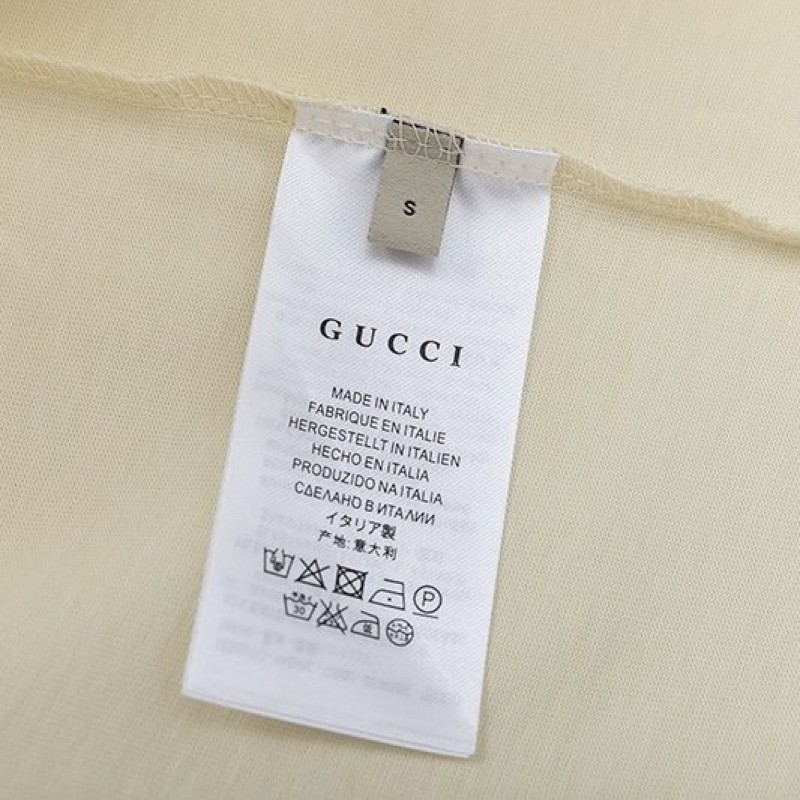 S
GUCCI
MADE IN ITALY
FABRIQUE EN ITALIE
HERGESTELLT IN ITALIEN
HECHO EN ITALIA
PRODUZIDO NA ITALIA
СДЕЛАНО В ИТАЛИИ
イタリア製
产地:意大利
P
30